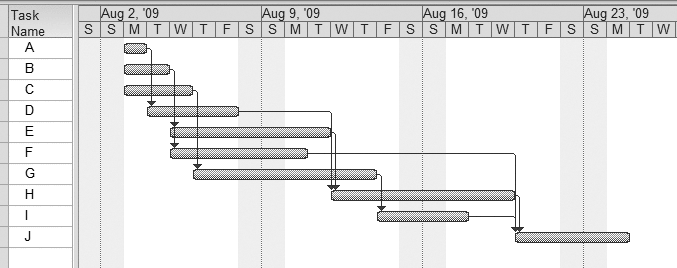 Task Name
Aug 2, '09 Aug 9, '09 Aug 16, '09 Aug 23, '09
S S M T W T F S S M T W T F S S M T W T F S S M T W
A
B
C
D
E
F
G
H
I
J